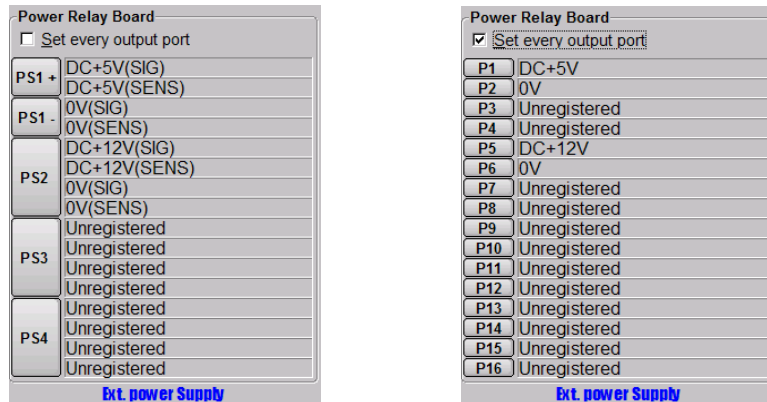 Power Relay Board
Set every output port
PS1 +
DC+5V(SIG)
DC+5V(SENS)
PS1 -
0V(SIG)
0V(SENS)
PS2
DC+12V(SIG)
DC+12V(SENS)
0V(SIG)
0V(SENS)
PS3
Unregistered
Unregistered
Unregistered
Unregistered
PS4
Unregistered
Unregistered
Unregistered
Unregistered
Ext. power Supply
Power Relay Board
Set every output port
P1 DC+5V
P2 0V
P3 Unregistered
P4 Unregistered
P5 DC+12V
P6 0V
P7 Unregistered
P8 Unregistered
P9 Unregistered
P10 Unregistered
P11 Unregistered
P12 Unregistered
P13 Unregistered
P14 Unregistered
P15 Unregistered
P16 Unregistered
Ext. power Supply